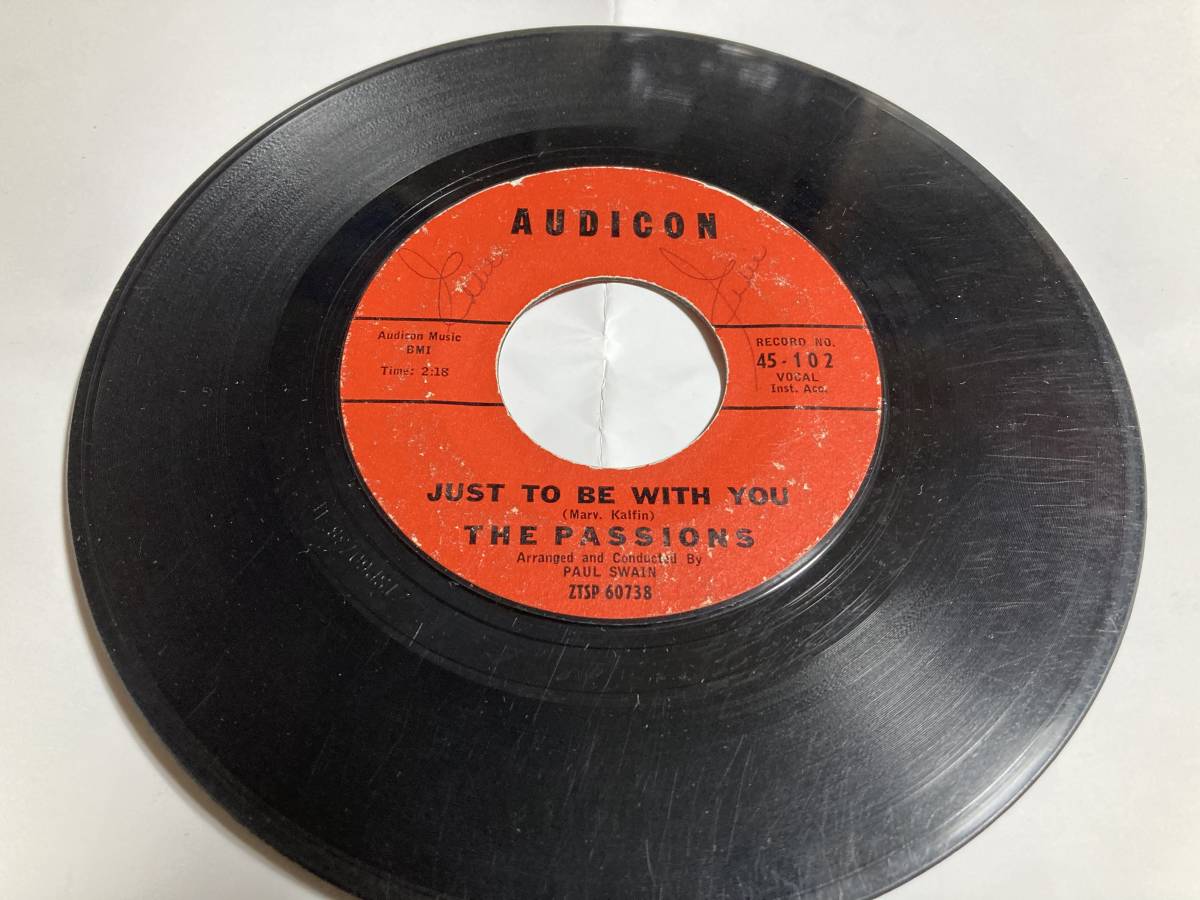 AUDICON
Audicon Music
BMI
Time: 2:18
RECORD NO.
45-102
VOCAL
Inst. Acc.
JUST TO BE WITH YOU
(Marv. Kalfin)
THE PASSIONS
Arranged and Conducted By
PAUL SWAIN
ZTSP 60738